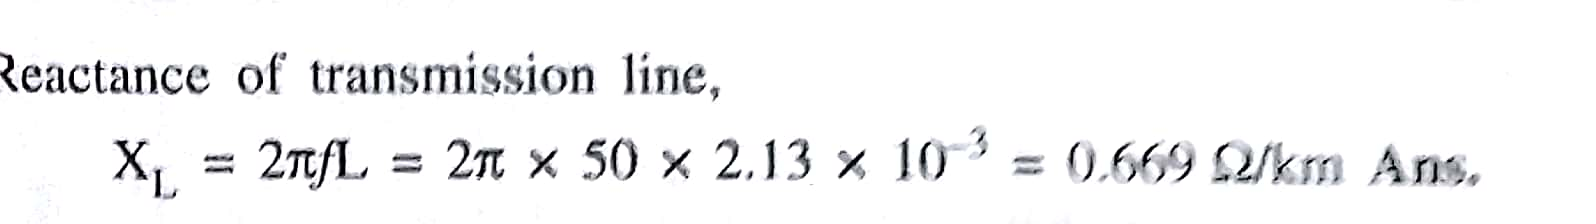 Reactance of transmission line,
X_L = 2πfL = 2π × 50 × 2.13 × 10⁻³ = 0.669 Ω/km Ans.